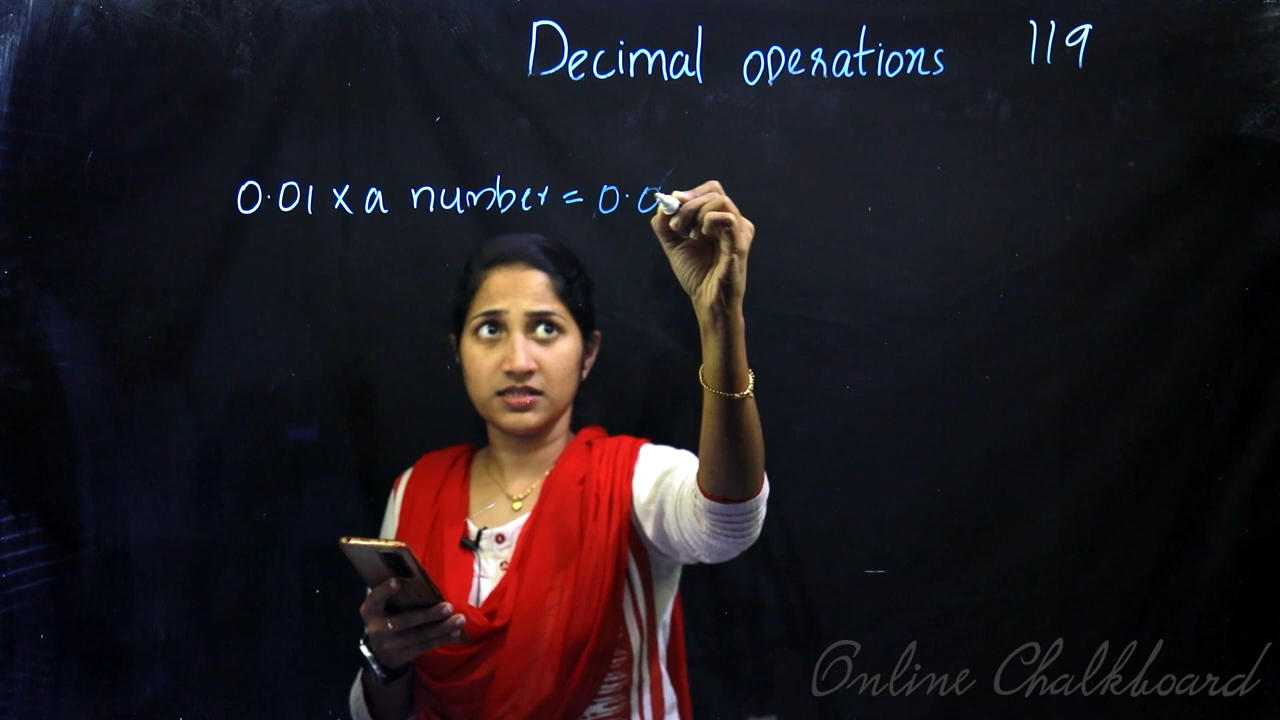 Decimal operations 119
0.01 x a number = 0.0
Online Chalkboard